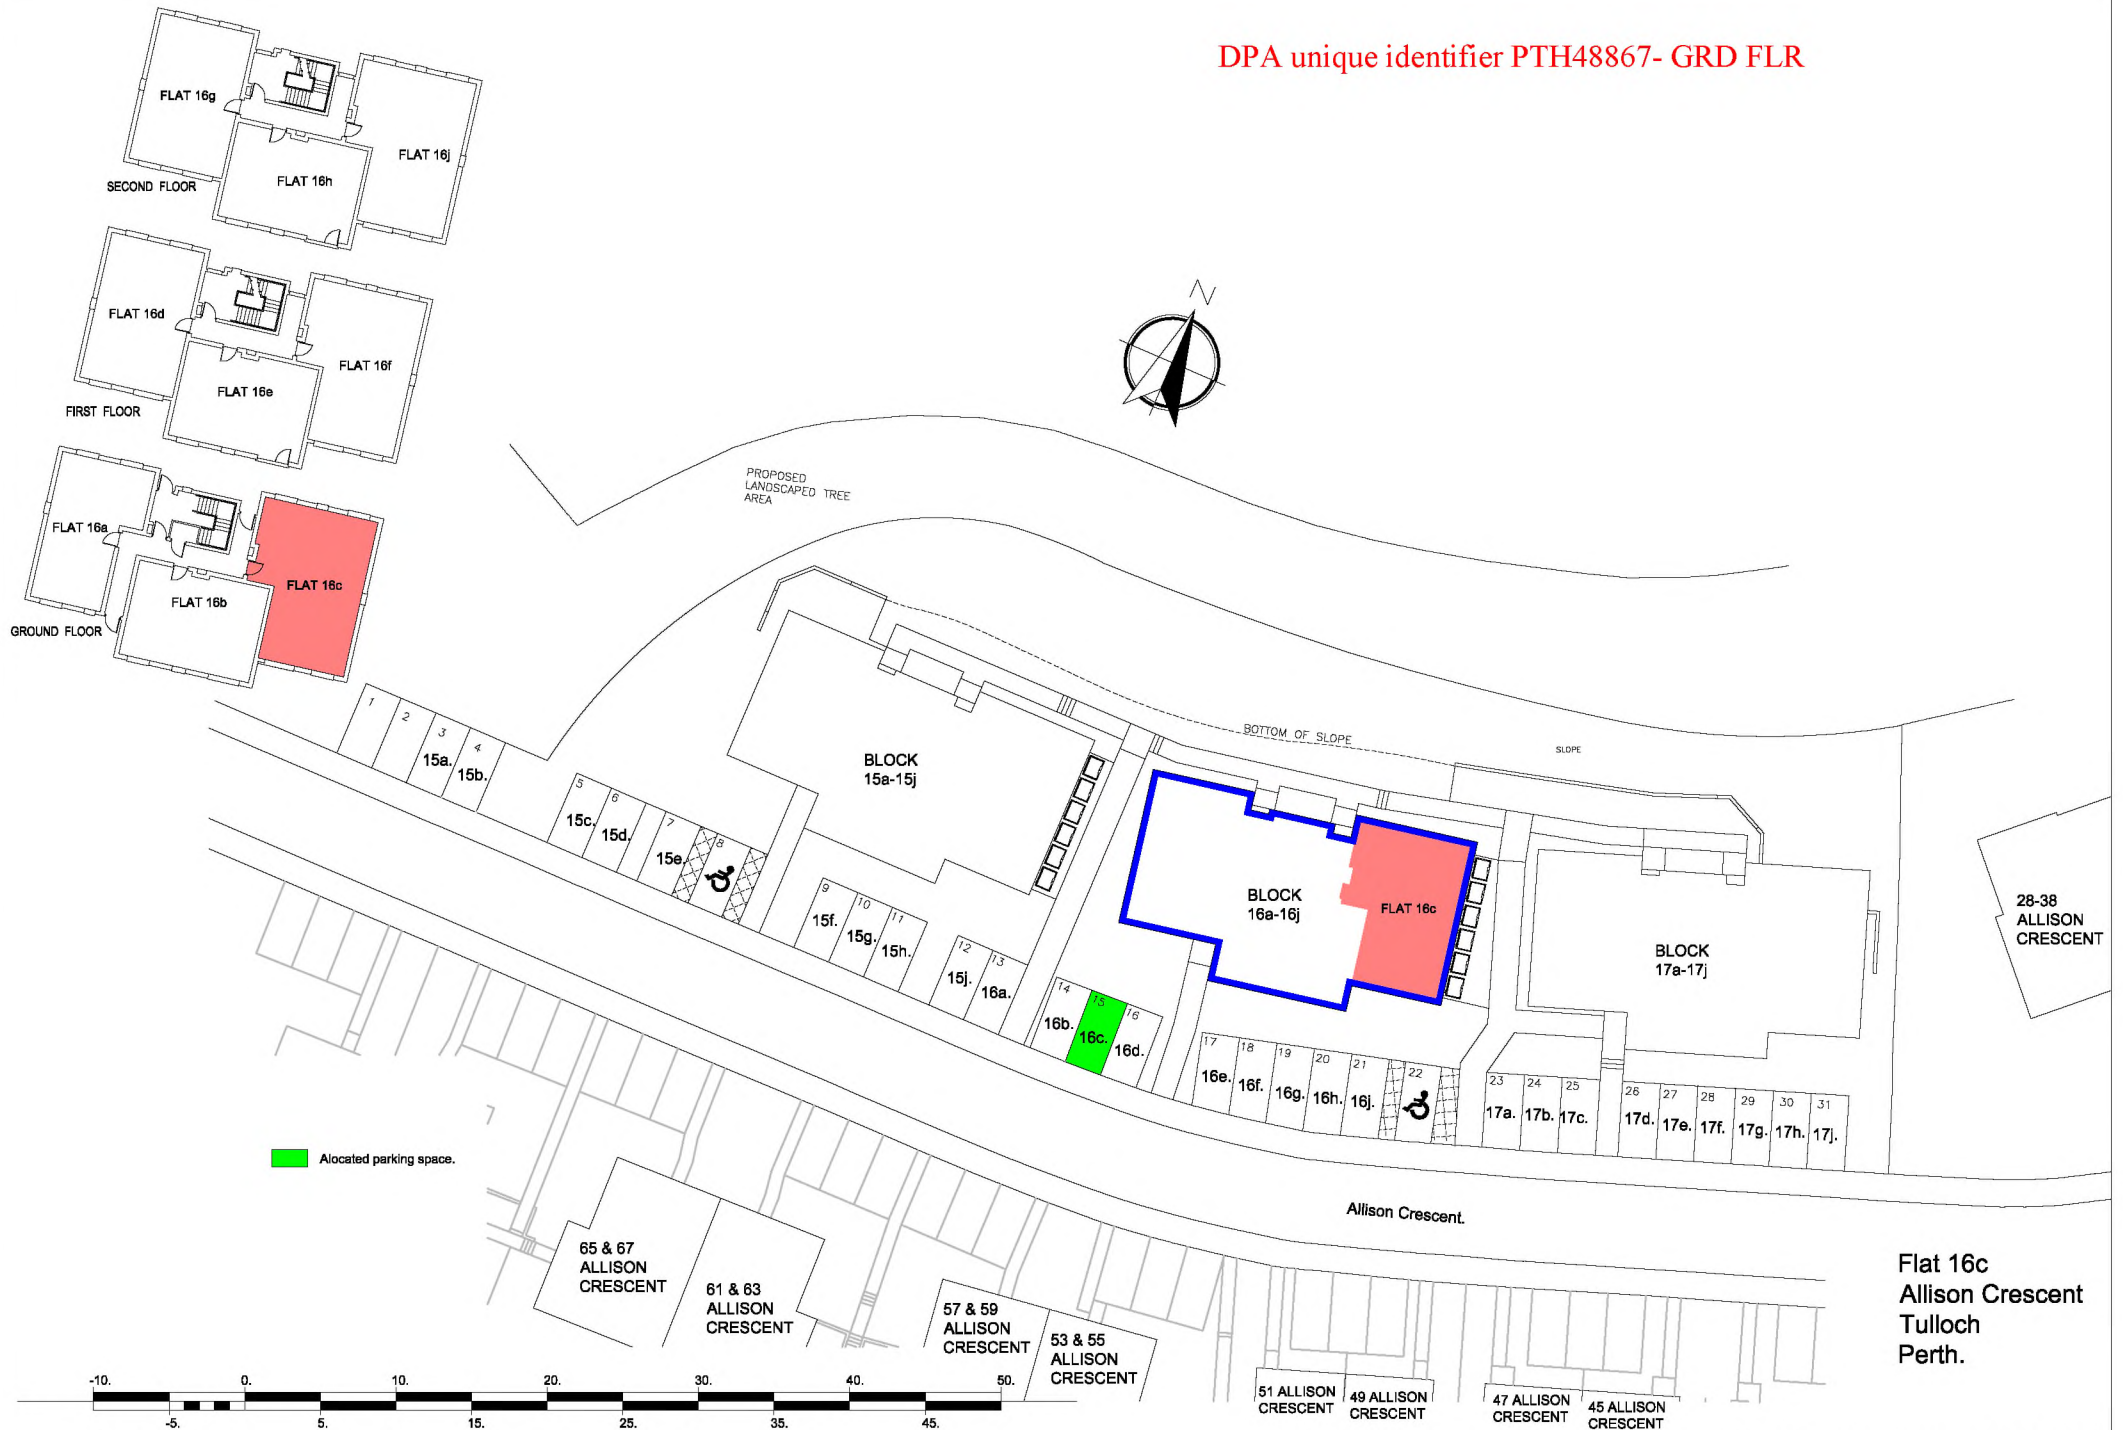 DPA unique identifier PTH48867- GRD FLR
FLAT 16g
FLAT 16h
FLAT 16j
SECOND FLOOR
FLAT 16d
FLAT 16e
FLAT 16f
FIRST FLOOR
FLAT 16a
FLAT 16b
FLAT 16c
GROUND FLOOR
N
PROPOSED
LANDSCAPED TREE
AREA
BOTTOM OF SLOPE
SLOPE
BLOCK
15a-15j
BLOCK
16a-16j
FLAT 16c
BLOCK
17a-17j
28-38
ALLISON
CRESCENT
1
2
3
15a.
4
15b.
5
15c.
6
15d.
7
15e.
8
9
15f.
10
15g.
11
15h.
12
15j.
13
16a.
14
16b.
15
16c.
16
16d.
17
16e.
18
16f.
19
16g.
20
16h.
21
16j.
22
23
17a.
24
17b.
25
17c.
26
17d.
27
17e.
28
17f.
29
17g.
30
17h.
31
17j.
Alocated parking space.
Allison Crescent.
65 & 67
ALLISON
CRESCENT
61 & 63
ALLISON
CRESCENT
57 & 59
ALLISON
CRESCENT
53 & 55
ALLISON
CRESCENT
51 ALLISON
CRESCENT
49 ALLISON
CRESCENT
47 ALLISON
CRESCENT
45 ALLISON
CRESCENT
Flat 16c
Allison Crescent
Tulloch
Perth.
-10. 0. 10. 20. 30. 40. 50.
-5. 5. 15. 25. 35. 45.